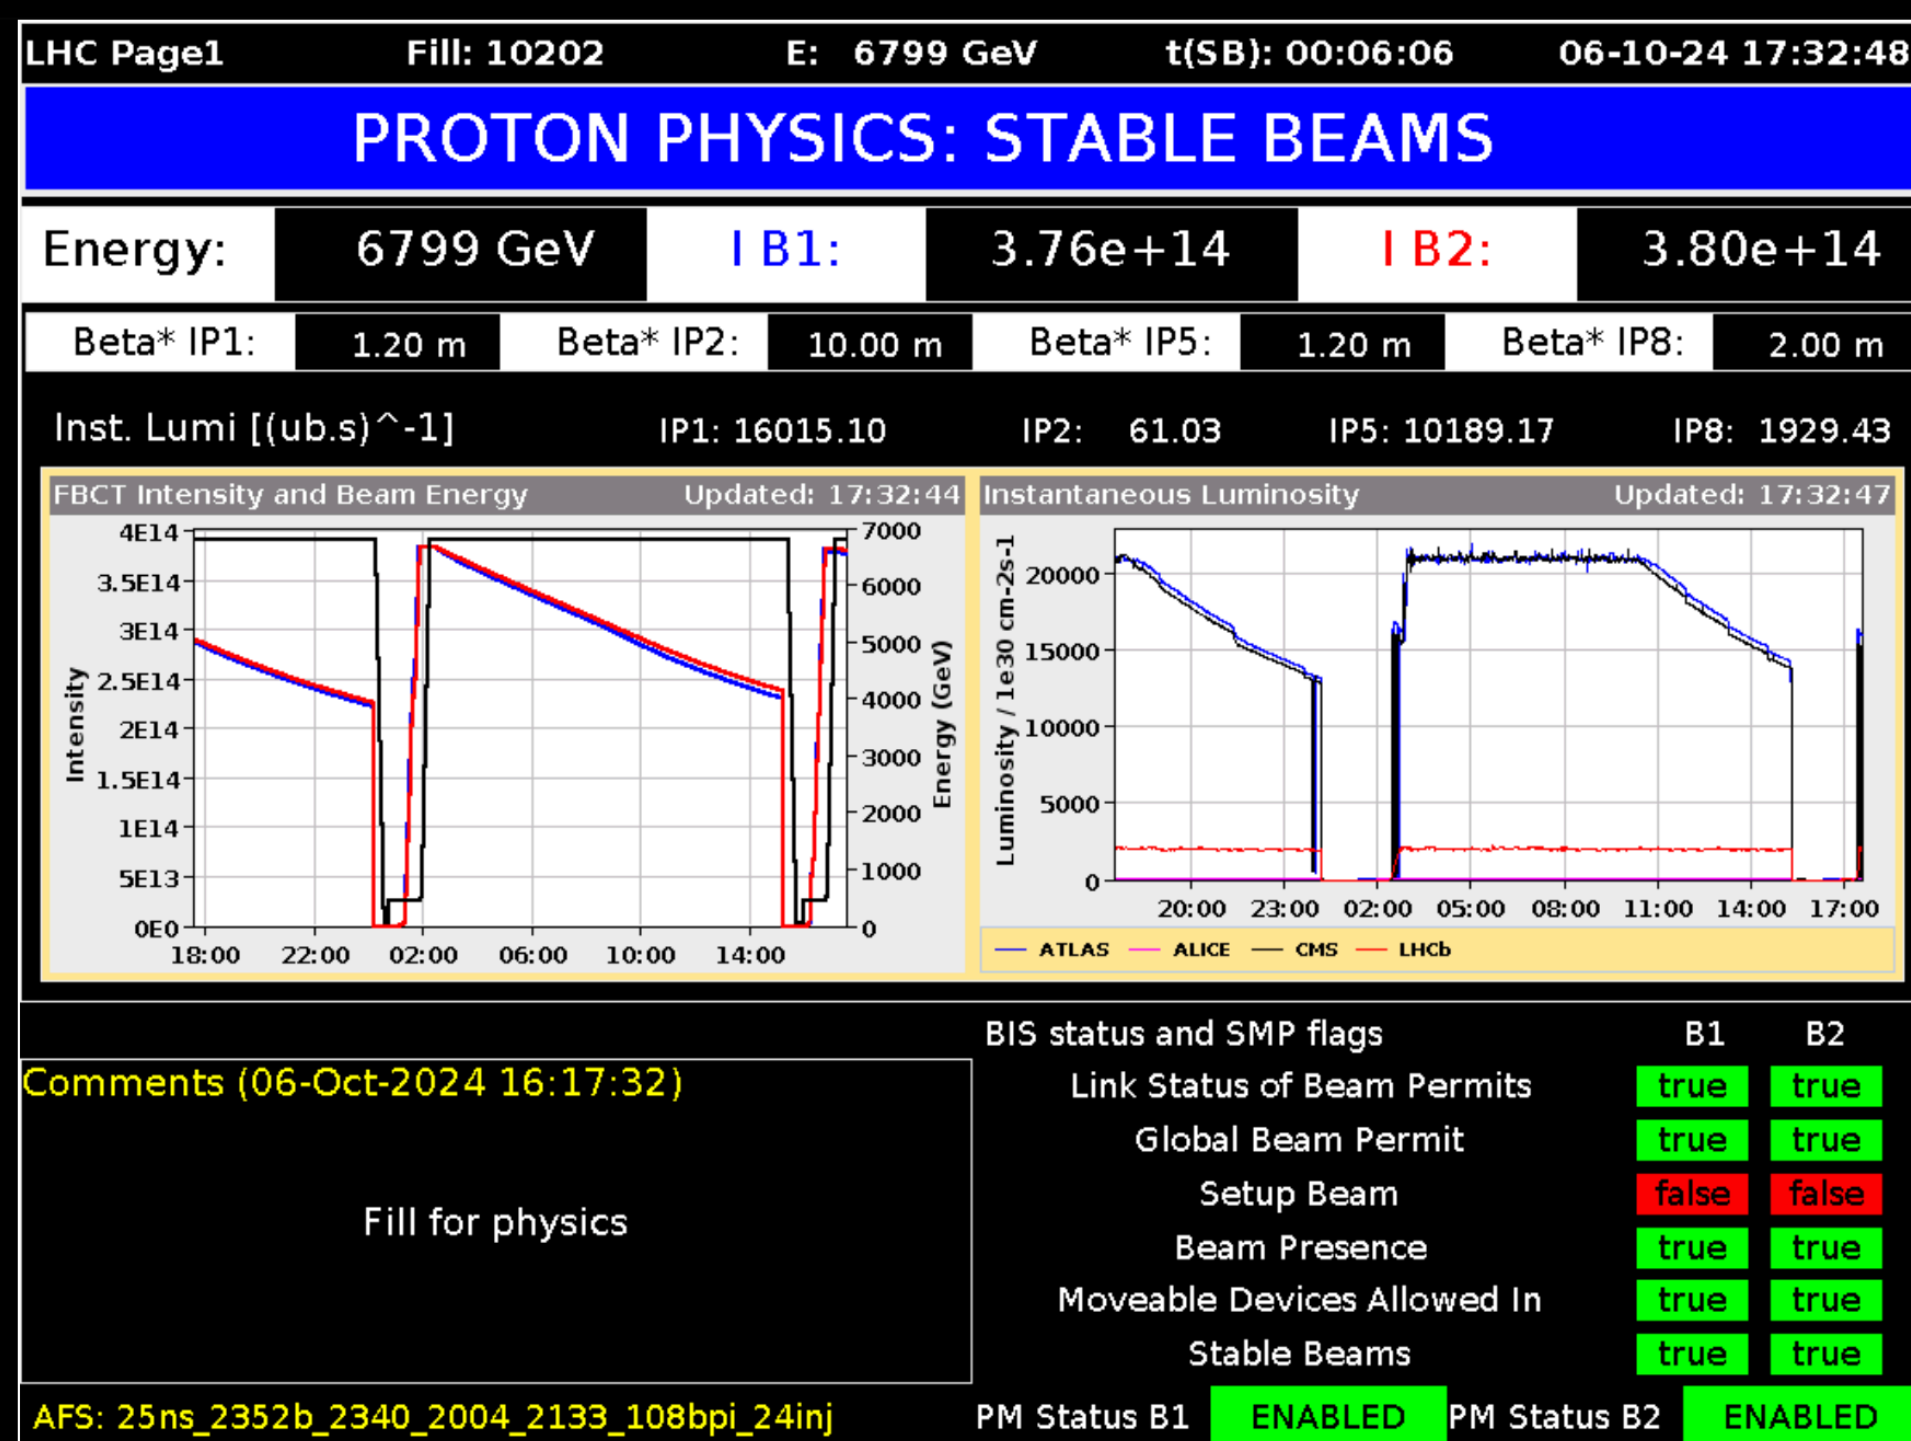 LHC Page1 Fill: 10202 E: 6799 GeV t(SB): 00:06:06 06-10-24 17:32:48
PROTON PHYSICS: STABLE BEAMS
Energy: 6799 GeV I B1: 3.76e+14 I B2: 3.80e+14
Beta* IP1: 1.20 m Beta* IP2: 10.00 m Beta* IP5: 1.20 m Beta* IP8: 2.00 m
Inst. Lumi [(ub.s)^-1] IP1: 16015.10 IP2: 61.03 IP5: 10189.17 IP8: 1929.43
FBCT Intensity and Beam Energy Updated: 17:32:44
4E14
3.5E14
3E14
2.5E14
2E14
1.5E14
1E14
5E13
0E0
Intensity
7000
6000
5000
4000
3000
2000
1000
0
Energy (GeV)
18:00 22:00 02:00 06:00 10:00 14:00
Instantaneous Luminosity Updated: 17:32:47
Luminosity / 1e30 cm-2s-1
20000
15000
10000
5000
0
20:00 23:00 02:00 05:00 08:00 11:00 14:00 17:00
ATLAS ALICE CMS LHCb
Comments (06-Oct-2024 16:17:32)
Fill for physics
BIS status and SMP flags B1 B2
Link Status of Beam Permits true true
Global Beam Permit true true
Setup Beam false false
Beam Presence true true
Moveable Devices Allowed In true true
Stable Beams true true
AFS: 25ns_2352b_2340_2004_2133_108bpi_24inj
PM Status B1 ENABLED PM Status B2 ENABLED